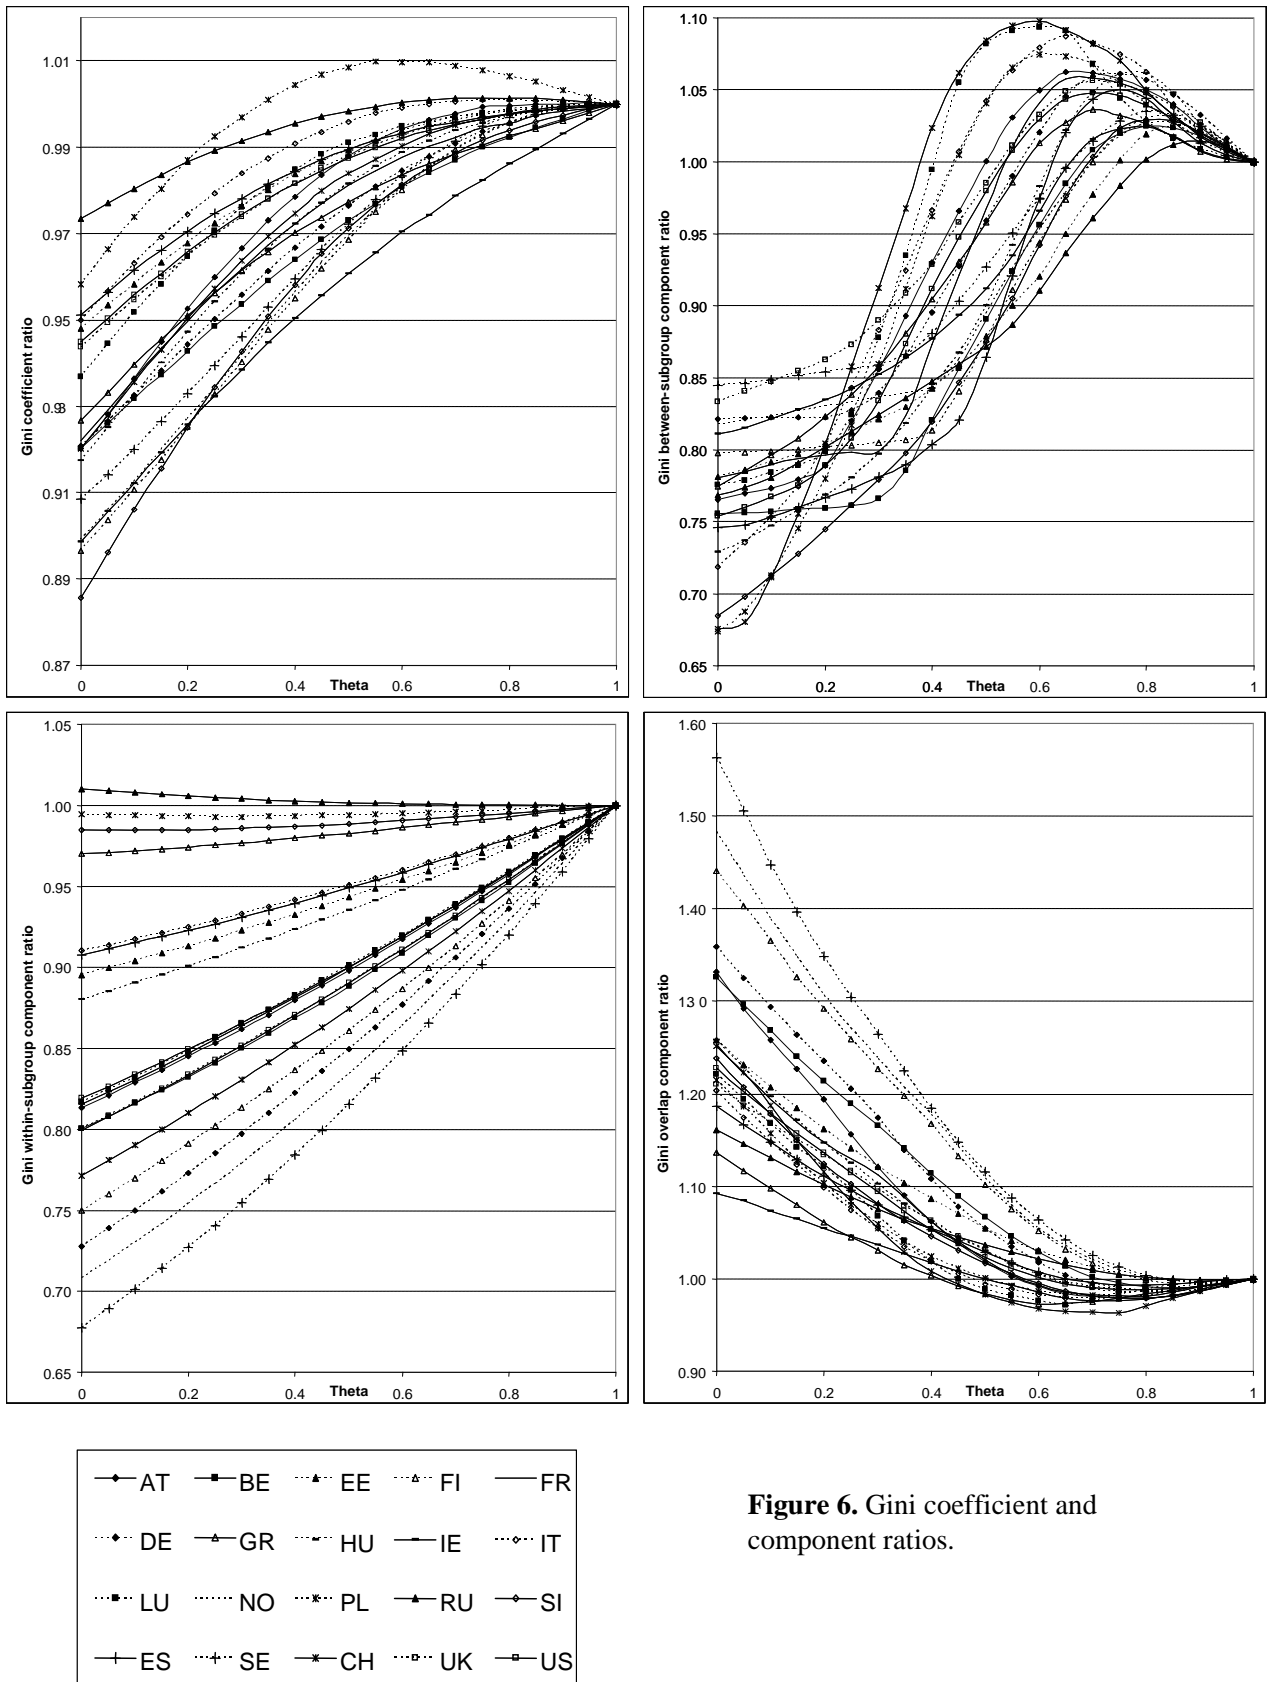 Gini coefficient ratio
1.01
0.99
0.97
0.95
0.93
0.91
0.89
0.87
0 0.2 0.4 0.6 0.8 1
Theta
Gini between-subgroup component ratio
1.10
1.05
1.00
0.95
0.90
0.85
0.80
0.75
0.70
0.65
0 0.2 0.4 0.6 0.8 1
Theta
Gini within-subgroup component ratio
1.05
1.00
0.95
0.90
0.85
0.80
0.75
0.70
0.65
0 0.2 0.4 0.6 0.8 1
Theta
Gini overlap component ratio
1.60
1.50
1.40
1.30
1.20
1.10
1.00
0.90
0 0.2 0.4 0.6 0.8 1
Theta
AT BE EE FI FR
DE GR HU IE IT
LU NO PL RU SI
ES SE CH UK US
Figure 6. Gini coefficient and
component ratios.